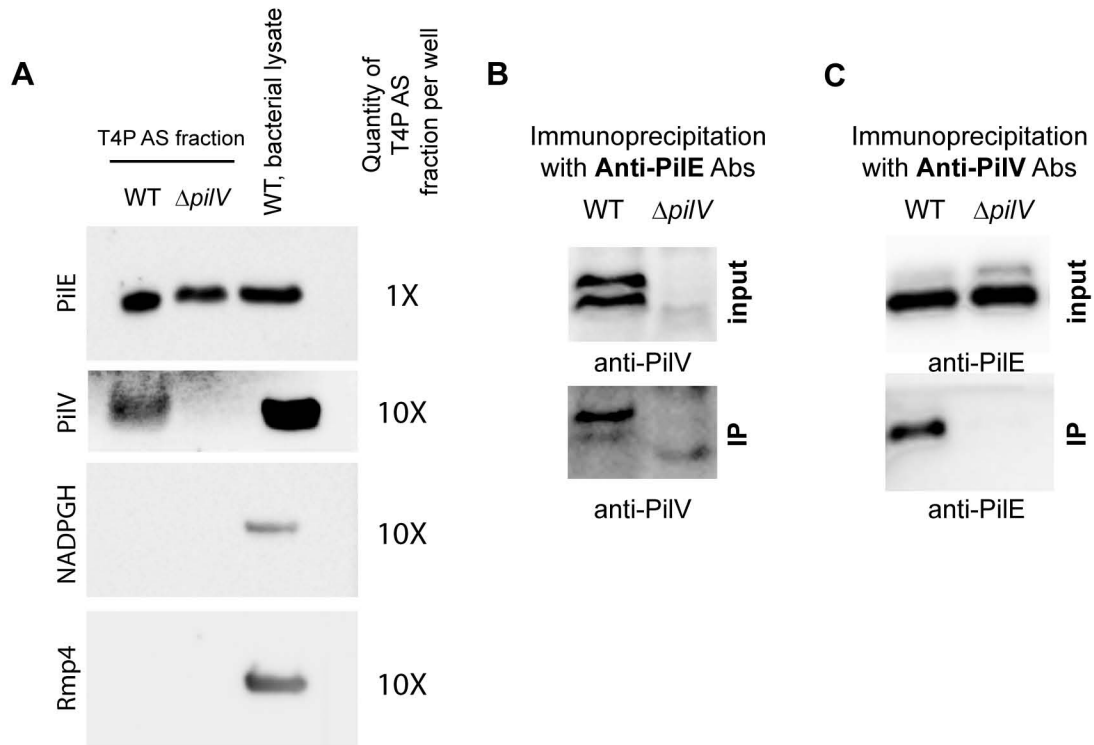 A
T4P AS fraction
WT ΔpilV
WT, bacterial lysate
Quantity of
T4P AS
fraction per well
PilE
1X
PilV
10X
NADPGH
10X
Rmp4
10X
B
Immunoprecipitation
with Anti-PilE Abs
WT ΔpilV
input
anti-PilV
IP
anti-PilV
C
Immunoprecipitation
with Anti-PilV Abs
WT ΔpilV
input
anti-PilE
IP
anti-PilE